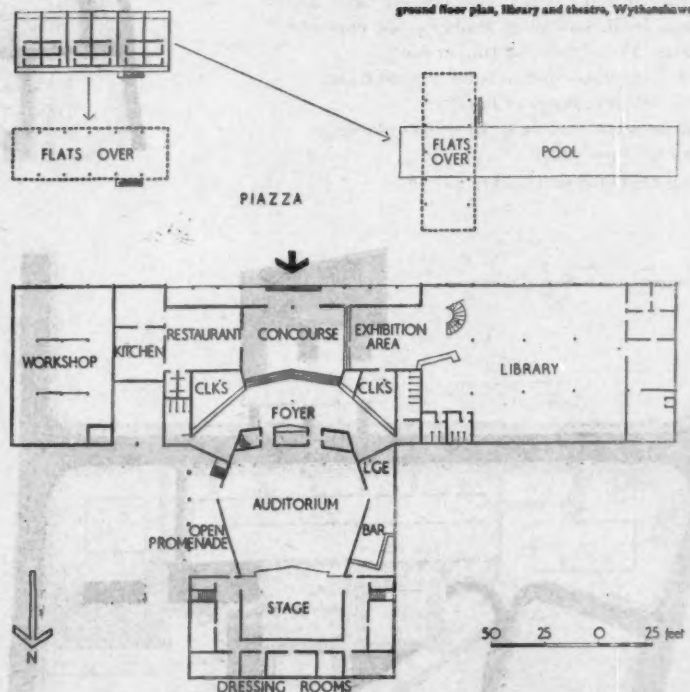 ground floor plan, library and theatre, Wythenshawe
FLATS OVER
FLATS
OVER
POOL
PIAZZA
WORKSHOP
KITCHEN
RESTAURANT
CONCOURSE
EXHIBITION
AREA
LIBRARY
CLK'S
CLK'S
FOYER
L'GE
AUDITORIUM
OPEN
PROMENADE
BAR
STAGE
N
50 25 0 25 feet
DRESSING ROOMS